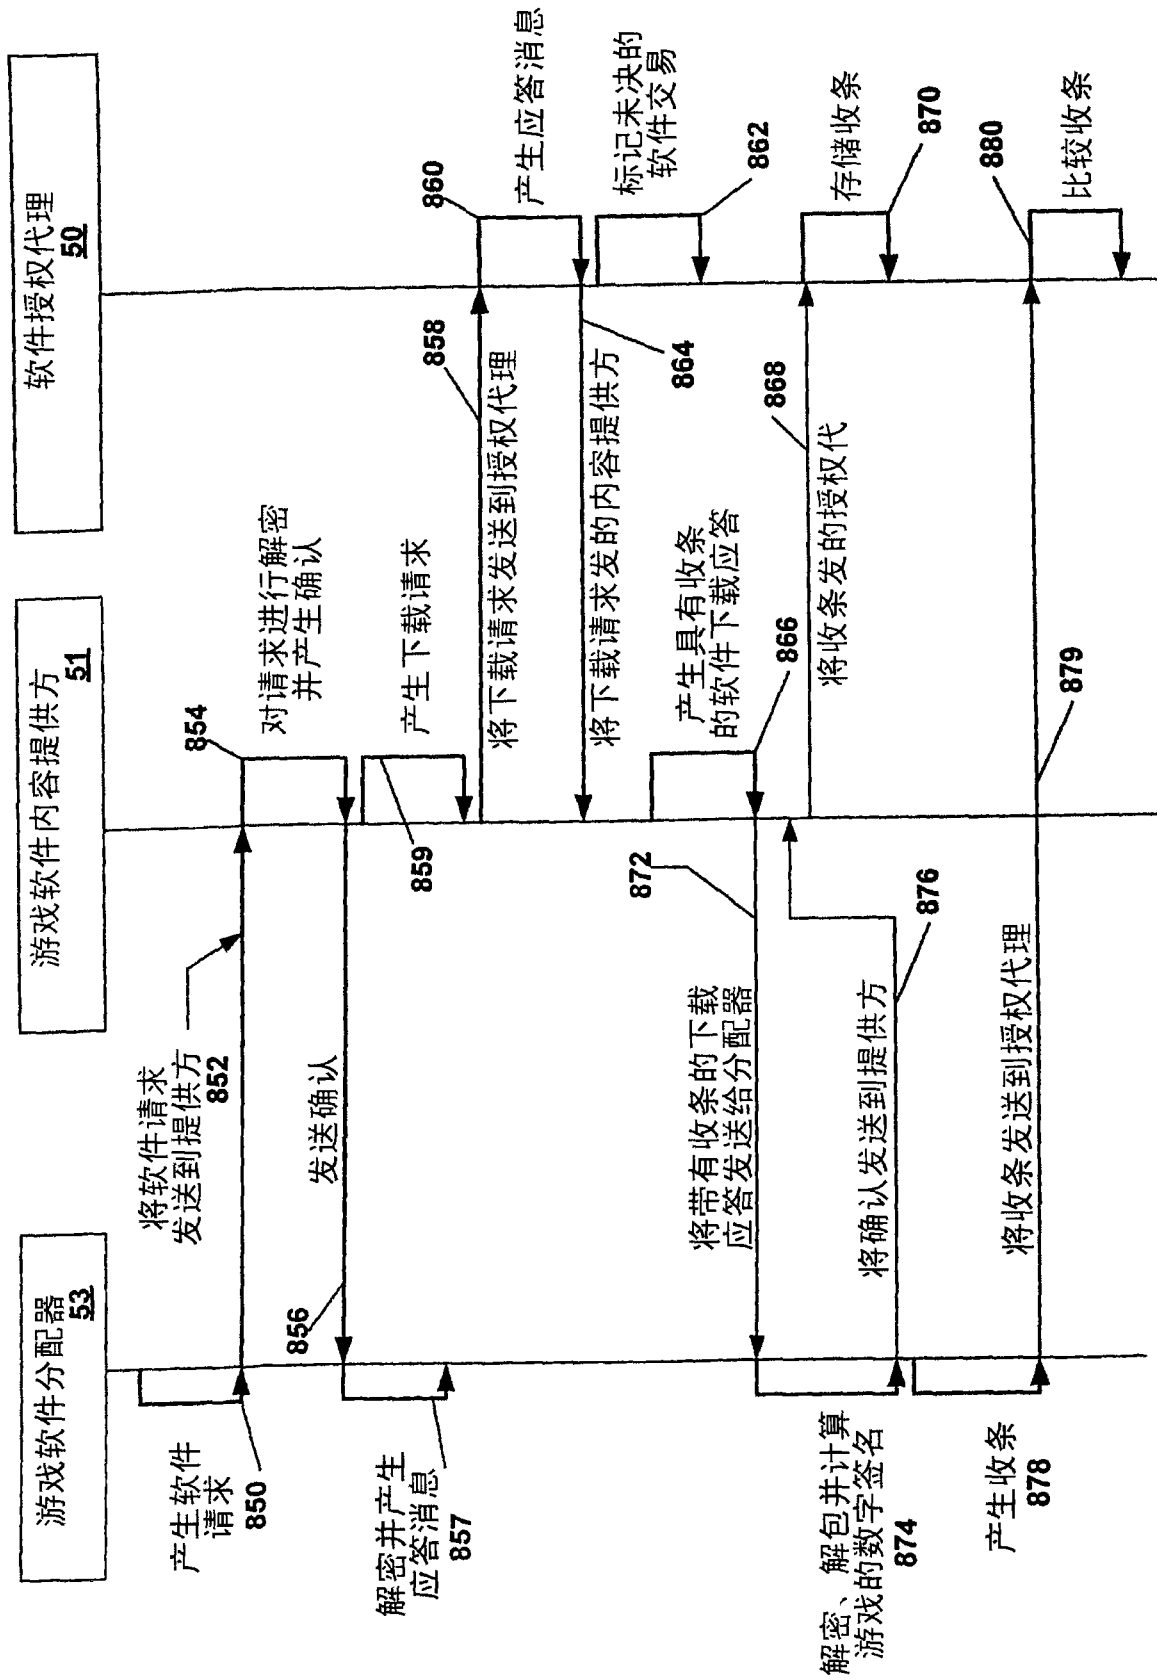 游戏软件分配器
53
游戏软件内容提供方
51
软件授权代理
50
产生软件
请求
850
将软件请求
发送到提供方
852
854
对请求进行解密
并产生确认
发送确认
856
解密并产生
应答消息
857
产生下载请求
859
将下载请求发送到授权代理
858
860
产生应答消息
标记未决的
软件交易
862
将下载请求发的内容提供方
864
产生具有收条
的软件下载应答
866
将收条发的授权代
868
存储收条
870
将带有收条的下载
应答发送给分配器
872
解密、解包并计算
游戏的数字签名
874
将确认发送到提供方
876
产生收条
878
将收条发送到授权代理
879
880
比较收条